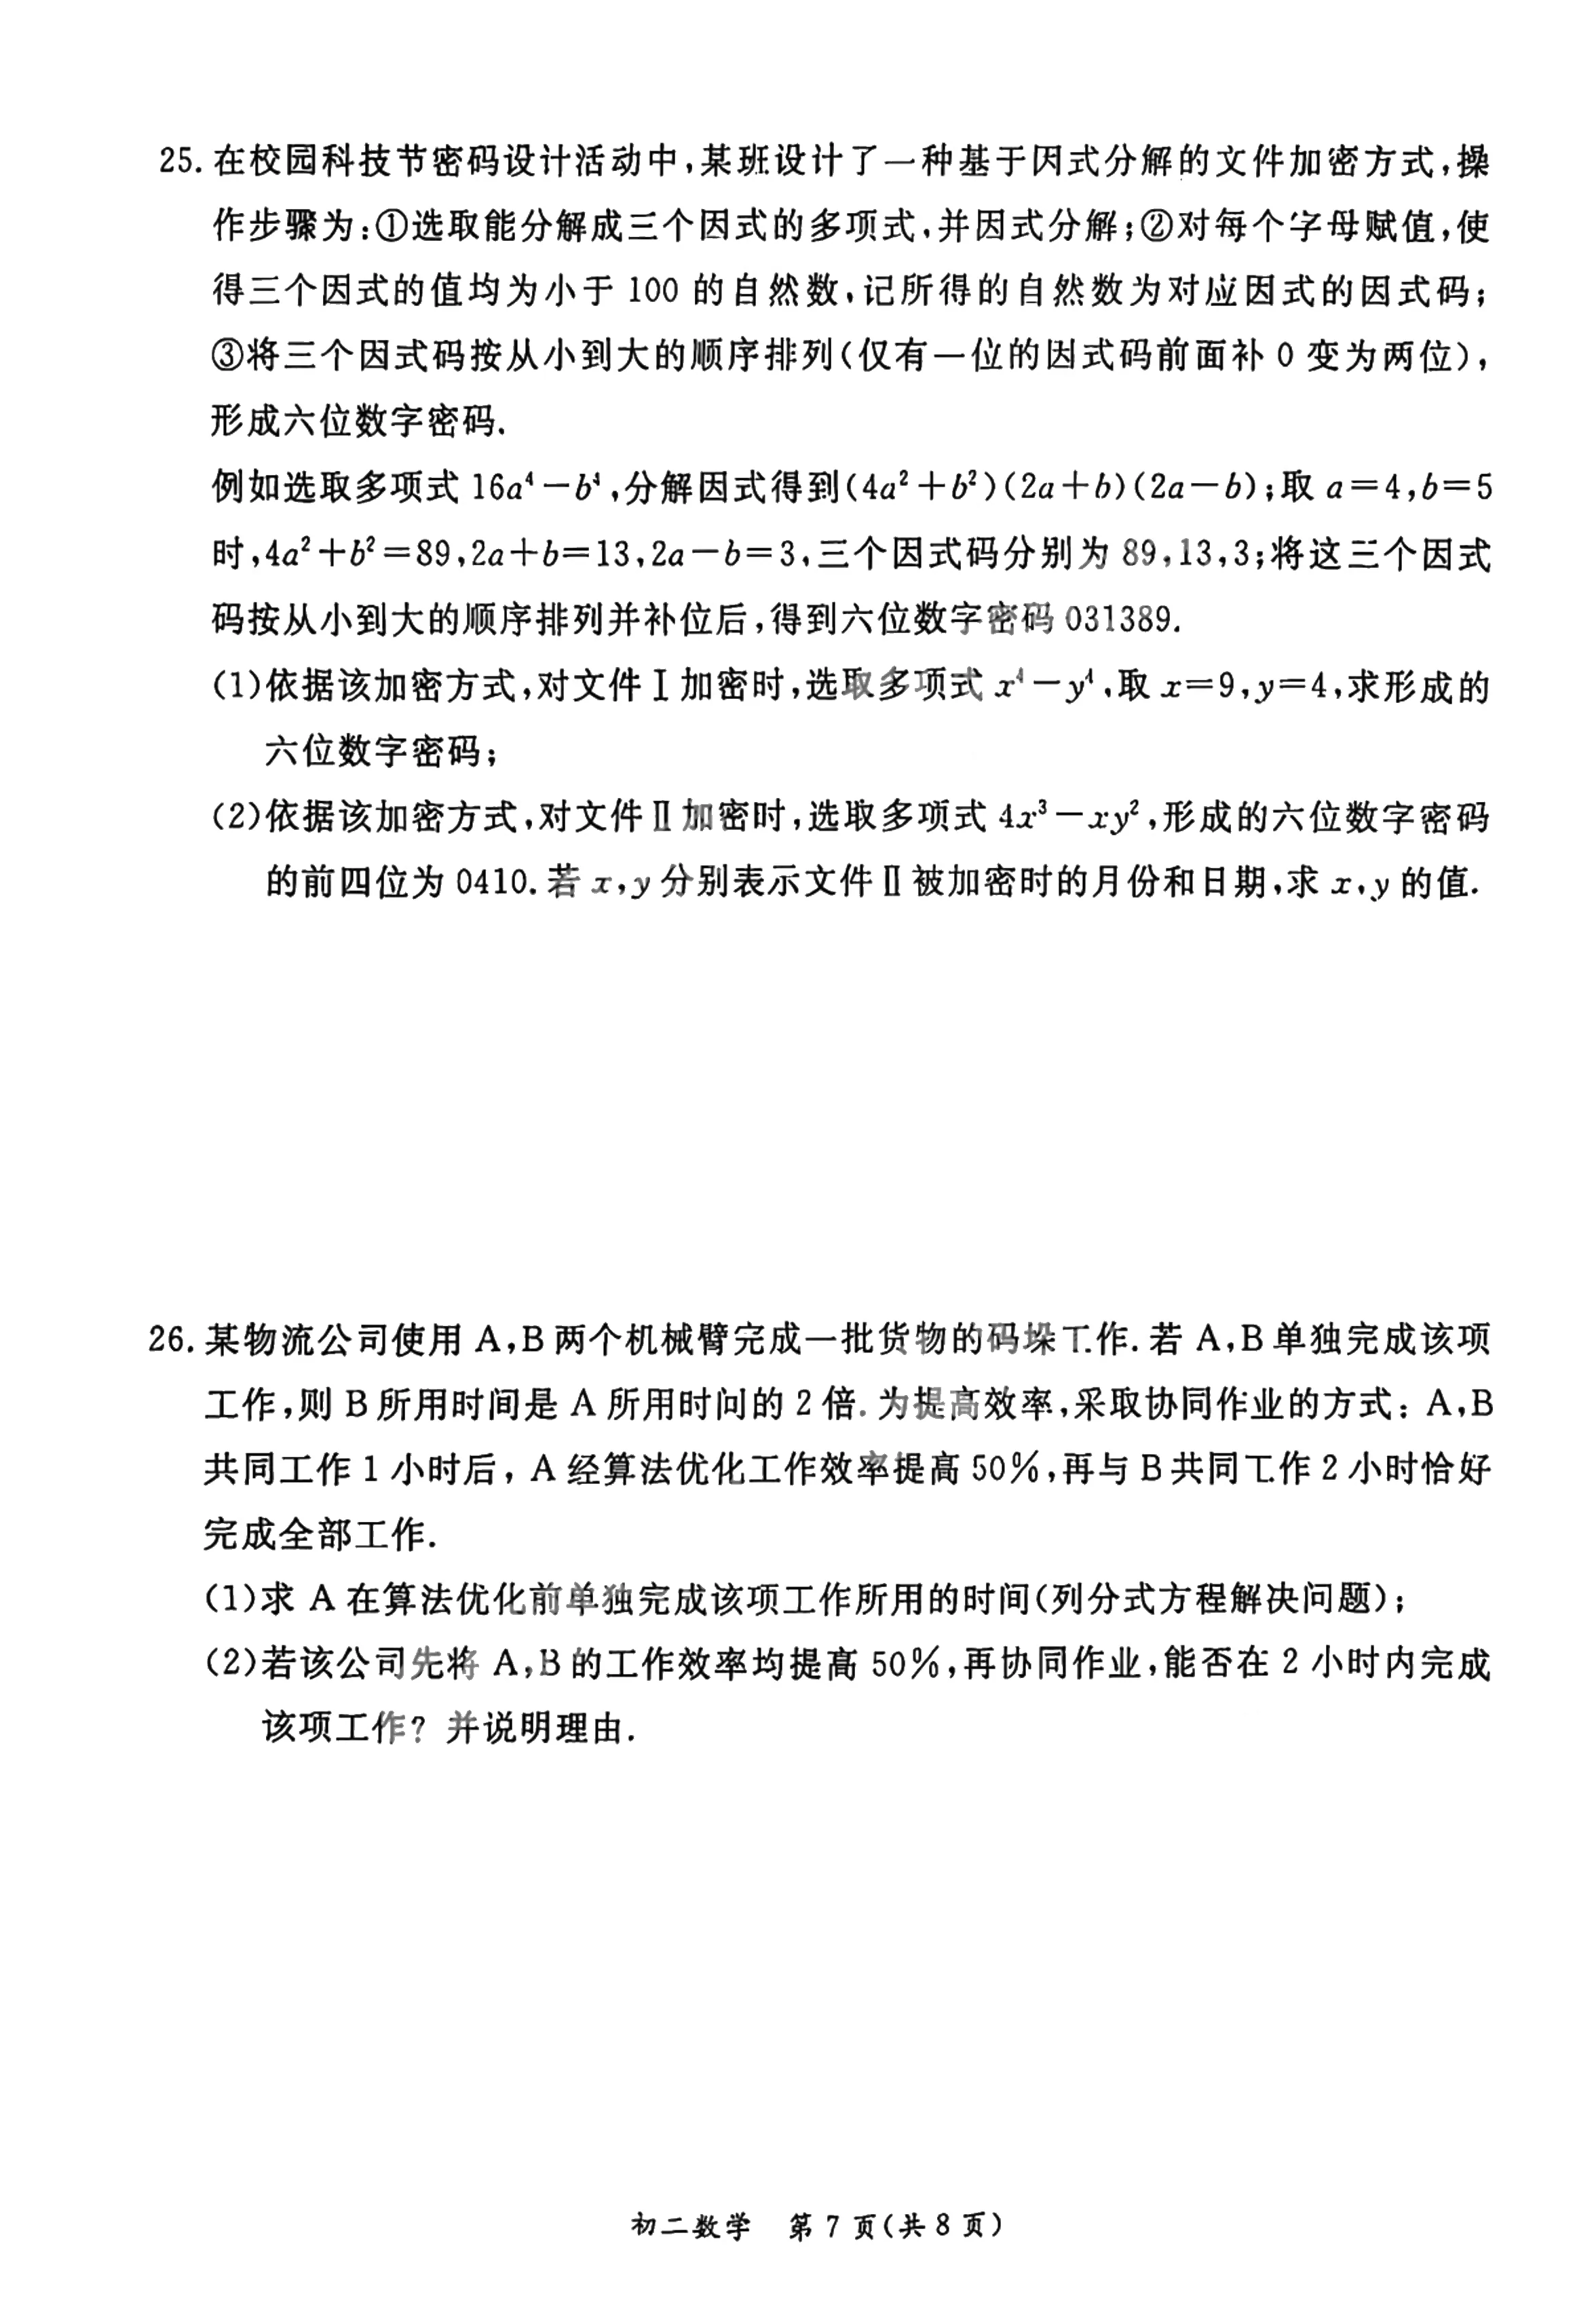 25.在校园科技节密码设计活动中,某班设计了一种基于因式分解的文件加密方式,操
作步骤为:①选取能分解成三个因式的多项式,并因式分解;②对每个字母赋值,使
得三个因式的值均为小于 100 的自然数,记所得的自然数为对应因式的因式码;
③将三个因式码按从小到大的顺序排列(仅有一位的因式码前面补 0 变为两位),
形成六位数字密码.
例如选取多项式 16a⁴-b⁴,分解因式得到(4a²+b²)(2a+b)(2a-b);取 a=4,b=5
时,4a²+b²=89,2a+b=13,2a-b=3,三个因式码分别为 89,13,3;将这三个因式
码按从小到大的顺序排列并补位后,得到六位数字密码 031389.
(1)依据该加密方式,对文件Ⅰ加密时,选取多项式 x⁴-y⁴,取 x=9,y=4,求形成的
六位数字密码;
(2)依据该加密方式,对文件Ⅱ加密时,选取多项式 4x³-xy²,形成的六位数字密码
的前四位为 0410.若 x,y 分别表示文件Ⅱ被加密时的月份和日期,求 x,y 的值.
26.某物流公司使用 A,B两个机械臂完成一批货物的码垛工作.若 A,B单独完成该项
工作,则 B 所用时间是 A 所用时间的 2 倍.为提高效率,采取协同作业的方式:A,B
共同工作 1 小时后,A 经算法优化工作效率提高 50%,再与 B共同工作 2 小时恰好
完成全部工作.
(1)求 A 在算法优化前单独完成该项工作所用的时间(列分式方程解决问题);
(2)若该公司先将 A,B 的工作效率均提高 50%,再协同作业,能否在 2 小时内完成
该项工作?并说明理由.
初二数学 第 7 页(共 8 页)